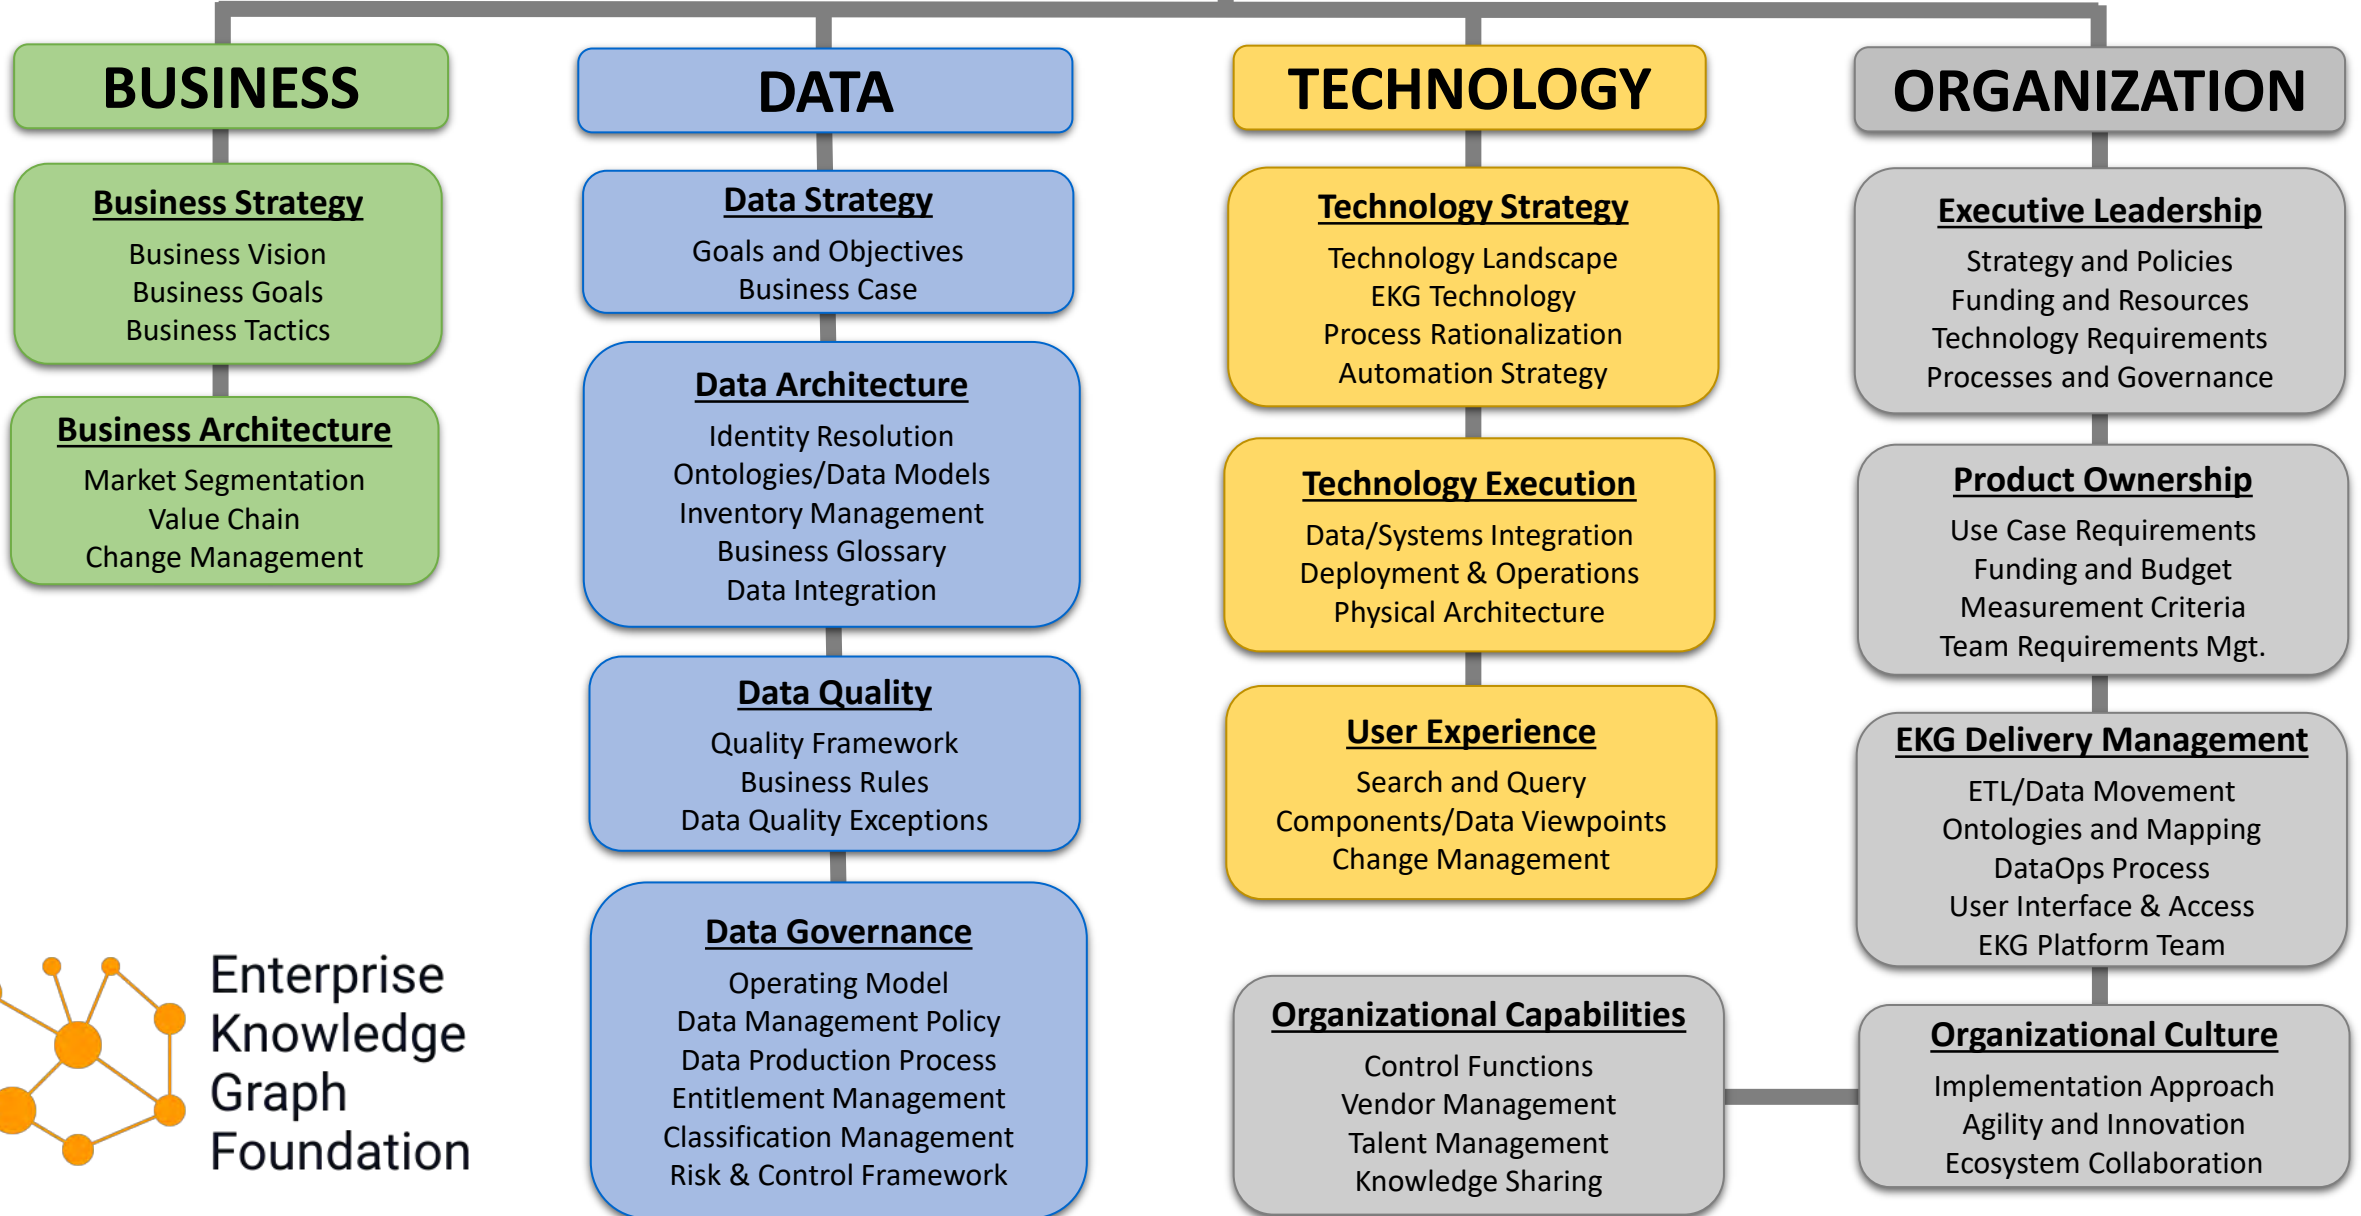 BUSINESS
Business Strategy
Business Vision
Business Goals
Business Tactics
Business Architecture
Market Segmentation
Value Chain
Change Management
DATA
Data Strategy
Goals and Objectives
Business Case
Data Architecture
Identity Resolution
Ontologies/Data Models
Inventory Management
Business Glossary
Data Integration
Data Quality
Quality Framework
Business Rules
Data Quality Exceptions
Data Governance
Operating Model
Data Management Policy
Data Production Process
Entitlement Management
Classification Management
Risk & Control Framework
TECHNOLOGY
Technology Strategy
Technology Landscape
EKG Technology
Process Rationalization
Automation Strategy
Technology Execution
Data/Systems Integration
Deployment & Operations
Physical Architecture
User Experience
Search and Query
Components/Data Viewpoints
Change Management
ORGANIZATION
Executive Leadership
Strategy and Policies
Funding and Resources
Technology Requirements
Processes and Governance
Product Ownership
Use Case Requirements
Funding and Budget
Measurement Criteria
Team Requirements Mgt.
EKG Delivery Management
ETL/Data Movement
Ontologies and Mapping
DataOps Process
User Interface & Access
EKG Platform Team
Organizational Culture
Implementation Approach
Agility and Innovation
Ecosystem Collaboration
Organizational Capabilities
Control Functions
Vendor Management
Talent Management
Knowledge Sharing
Enterprise
Knowledge
Graph
Foundation